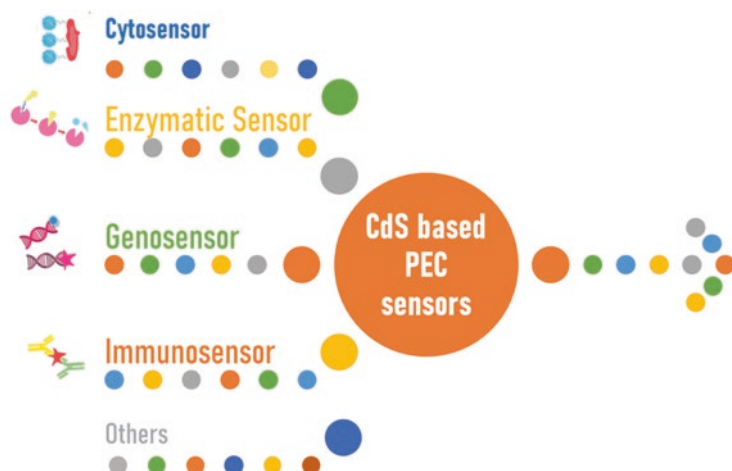 Cytosensor
Enzymatic Sensor
Genosensor
CdS based
PEC
sensors
Immunosensor
Others